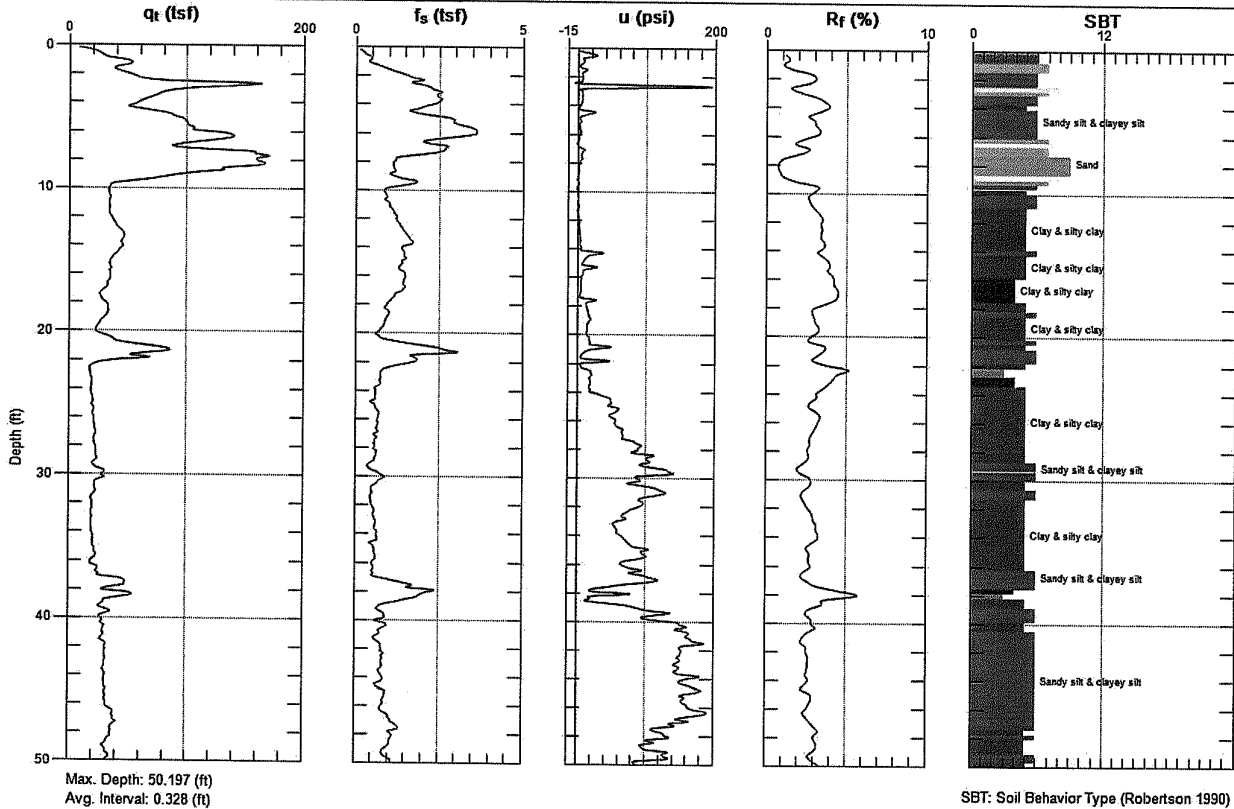 qt (tsf)
fs (tsf)
u (psi)
Rf (%)
SBT
0
200
0
5
-15
200
0
10
0
12
0
10
20
30
40
50
Depth (ft)
Sandy silt & clayey silt
Sand
Clay & silty clay
Clay & silty clay
Clay & silty clay
Clay & silty clay
Clay & silty clay
Sandy silt & clayey silt
Clay & silty clay
Sandy silt & clayey silt
Sandy silt & clayey silt
Max. Depth: 50.197 (ft)
Avg. Interval: 0.328 (ft)
SBT: Soil Behavior Type (Robertson 1990)